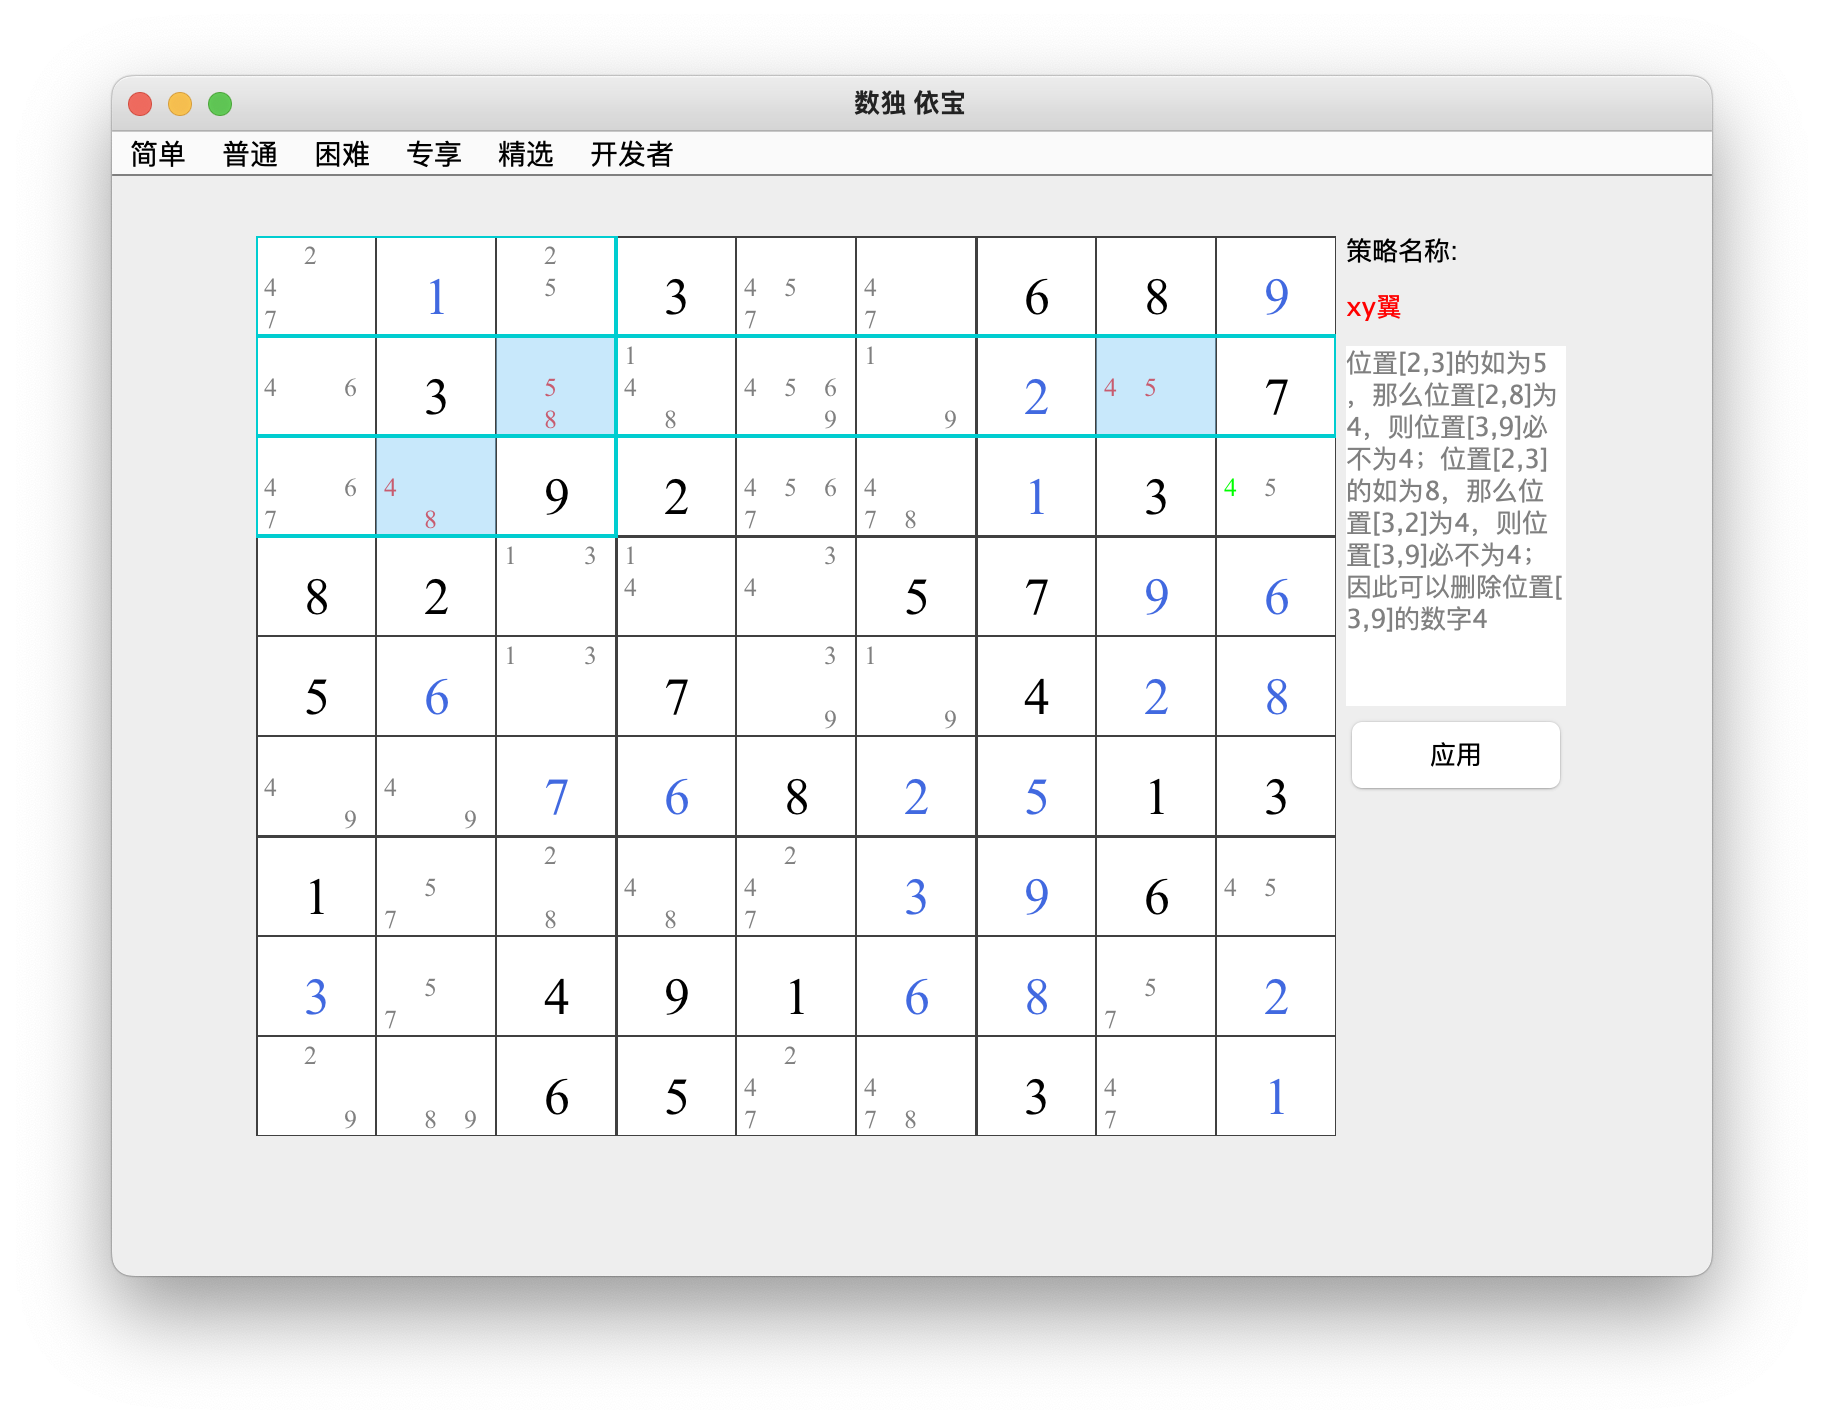 数独 依宝
简单 普通 困难 专享 精选 开发者
策略名称:
xy翼
位置[2,3]的如为5
，那么位置[2,8]为
4，则位置[3,9]必
不为4；位置[2,3]
的如为8，那么位
置[3,2]为4，则位
置[3,9]必不为4；
因此可以删除位置[
3,9]的数字4
应用
2 2
4 5 4 5 4
1 3 6 8 9
7 7 7
1 1
4 6 5 4 4 5 6 4 5
3 2 7
8 8 9 9
4 6 4 4 5 6 4 4 5
9 2 1 3
7 8 7 7 8
1 3 1 3
4 4
8 2 5 7 9 6
1 3 3 1
5 6 7 4 2 8
9 9
4 4
7 6 8 2 5 1 3
9 9
2 2
5 4 4 4 5
1 3 9 6
7 8 8 7
5 5
3 4 9 1 6 8 2
7 7
2 2
4 4 4
6 5 3 1
9 8 9 7 7 8 7